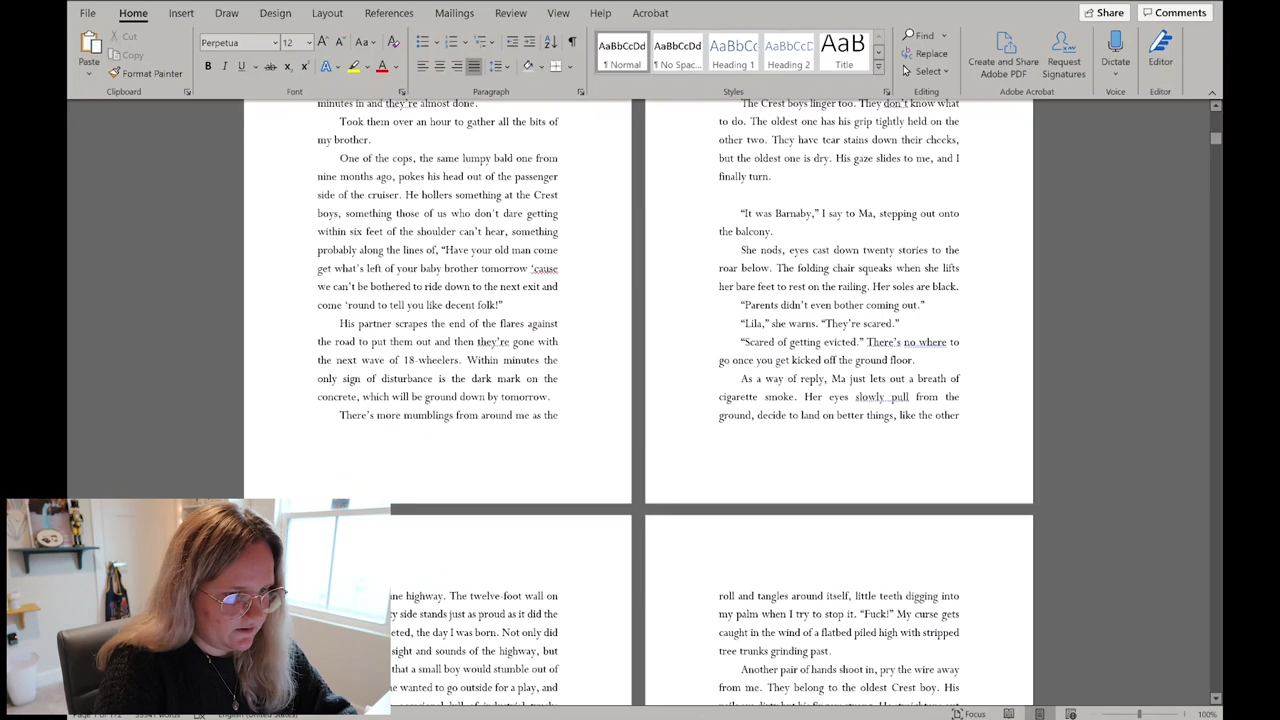 File Home Insert Draw Design Layout References Mailings Review View Help Acrobat Share Comments
Paste
Cut
Copy
Format Painter
Clipboard
Perpetua 12
Font
Paragraph
AaBbCcDd AaBbCcDd AaBbCc AaBbCcD AaB
¶ Normal ¶ No Spac... Heading 1 Heading 2 Title
Styles
Find
Replace
Select
Editing
Create and Share Adobe PDF
Request Signatures
Adobe Acrobat
Dictate
Voice
Editor
Editor
minutes in and they're almost done.
Took them over an hour to gather all the bits of
my brother.
One of the cops, the same lumpy bald one from
nine months ago, pokes his head out of the passenger
side of the cruiser. He hollers something at the Crest
boys, something those of us who don't dare getting
within six feet of the shoulder can't hear, something
probably along the lines of, “Have your old man come
get what's left of your baby brother tomorrow ‘cause
we can't be bothered to ride down to the next exit and
come ‘round to tell you like decent folk!”
His partner scrapes the end of the flares against
the road to put them out and then they're gone with
the next wave of 18-wheelers. Within minutes the
only sign of disturbance is the dark mark on the
concrete, which will be ground down by tomorrow.
There's more mumblings from around me as the
The Crest boys linger too. They don't know what
to do. The oldest one has his grip tightly held on the
other two. They have tear stains down their cheeks,
but the oldest one is dry. His gaze slides to me, and I
finally turn.
“It was Barnaby,” I say to Ma, stepping out onto
the balcony.
She nods, eyes cast down twenty stories to the
roar below. The folding chair squeaks when she lifts
her bare feet to rest on the railing. Her soles are black.
“Parents didn't even bother coming out.”
“Lila,” she warns. “They're scared.”
“Scared of getting evicted.” There's no where to
go once you get kicked off the ground floor.
As a way of reply, Ma just lets out a breath of
cigarette smoke. Her eyes slowly pull from the
ground, decide to land on better things, like the other
highway. The twelve-foot wall on
side stands just as proud as it did the
the day I was born. Not only did
sight and sounds of the highway, but
that a small boy would stumble out of
wanted to go outside for a play, and
roll and tangles around itself, little teeth digging into
my palm when I try to stop it. “Fuck!” My curse gets
caught in the wind of a flatbed piled high with stripped
tree trunks grinding past.
Another pair of hands shoot in, pry the wire away
from me. They belong to the oldest Crest boy. His
Focus 100%